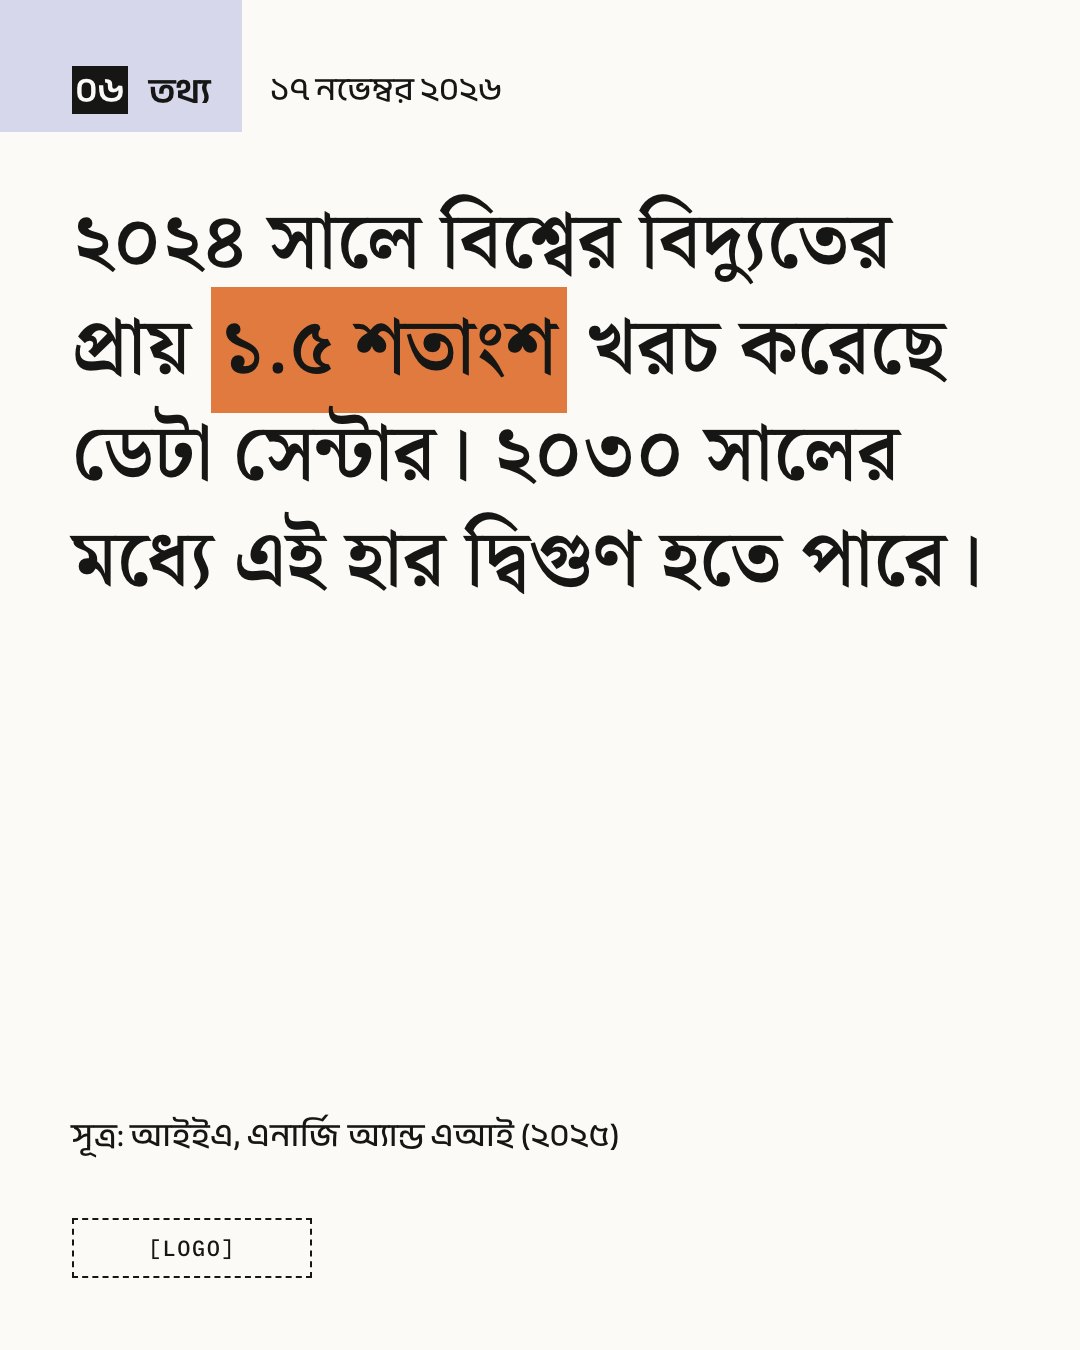 ০৬ তথ্য ১৭ নভেম্বর ২০২৬
২০২৪ সালে বিশ্বের বিদ্যুতের
প্রায় ১.৫ শতাংশ খরচ করেছে
ডেটা সেন্টার। ২০৩০ সালের
মধ্যে এই হার দ্বিগুণ হতে পারে।
সূত্র: আইইএ, এনার্জি অ্যান্ড এআই (২০২৫)
[LOGO]